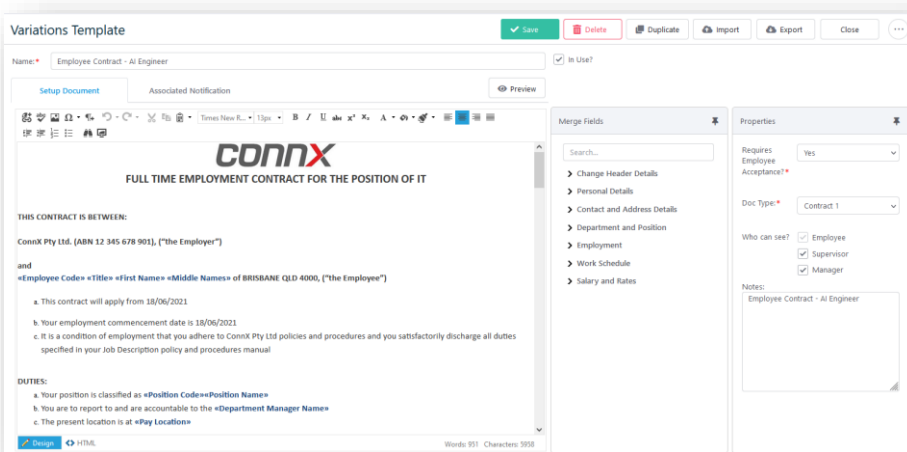 Variations Template
Save
Delete
Duplicate
Import
Export
Close
Name:* Employee Contract - AI Engineer
In Use?
Setup Document
Associated Notification
Preview
Times New R... 13px
B I U abc x² Xₛ A
CONNX
FULL TIME EMPLOYMENT CONTRACT FOR THE POSITION OF IT
THIS CONTRACT IS BETWEEN:
ConnX Pty Ltd. (ABN 12 345 678 901), ("the Employer")
and
«Employee Code» «Title» «First Name» «Middle Names» of BRISBANE QLD 4000, ("the Employee")
a. This contract will apply from 18/06/2021
b. Your employment commencement date is 18/06/2021
c. It is a condition of employment that you adhere to ConnX Pty Ltd policies and procedures and you satisfactorily discharge all duties
specified in your Job Description policy and procedures manual
DUTIES:
a. Your position is classified as «Position Code»«Position Name»
b. You are to report to and are accountable to the «Department Manager Name»
c. The present location is at «Pay Location»
Design
HTML
Words: 931 Characters: 5958
Merge Fields
Search...
Change Header Details
Personal Details
Contact and Address Details
Department and Position
Employment
Work Schedule
Salary and Rates
Properties
Requires
Employee
Acceptance?*
Yes
Doc Type:* Contract 1
Who can see? Employee
Supervisor
Manager
Notes:
Employee Contract - AI Engineer